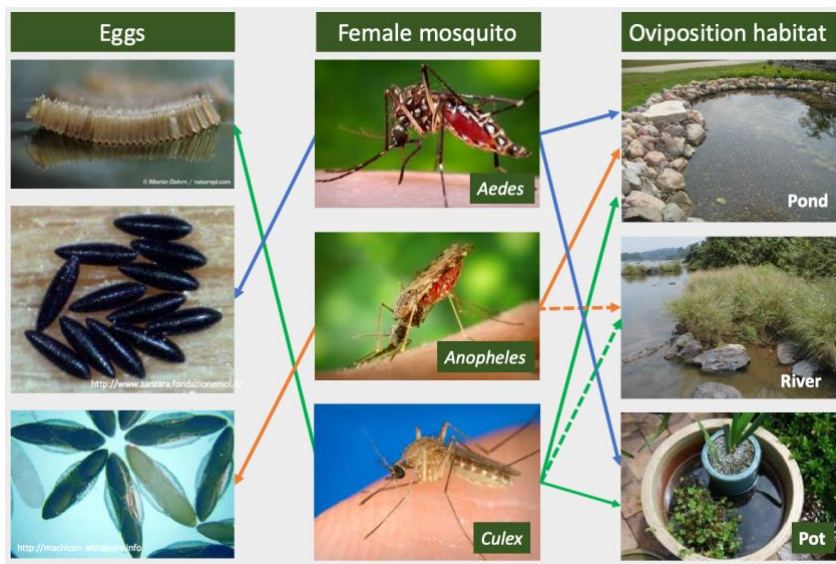 Eggs
Female mosquito
Oviposition habitat
© Martin Dohrn / naturepl.com
Aedes
Pond
http://www.zanzara.fondazionemcr.it/
Anopheles
River
Culex
Pot